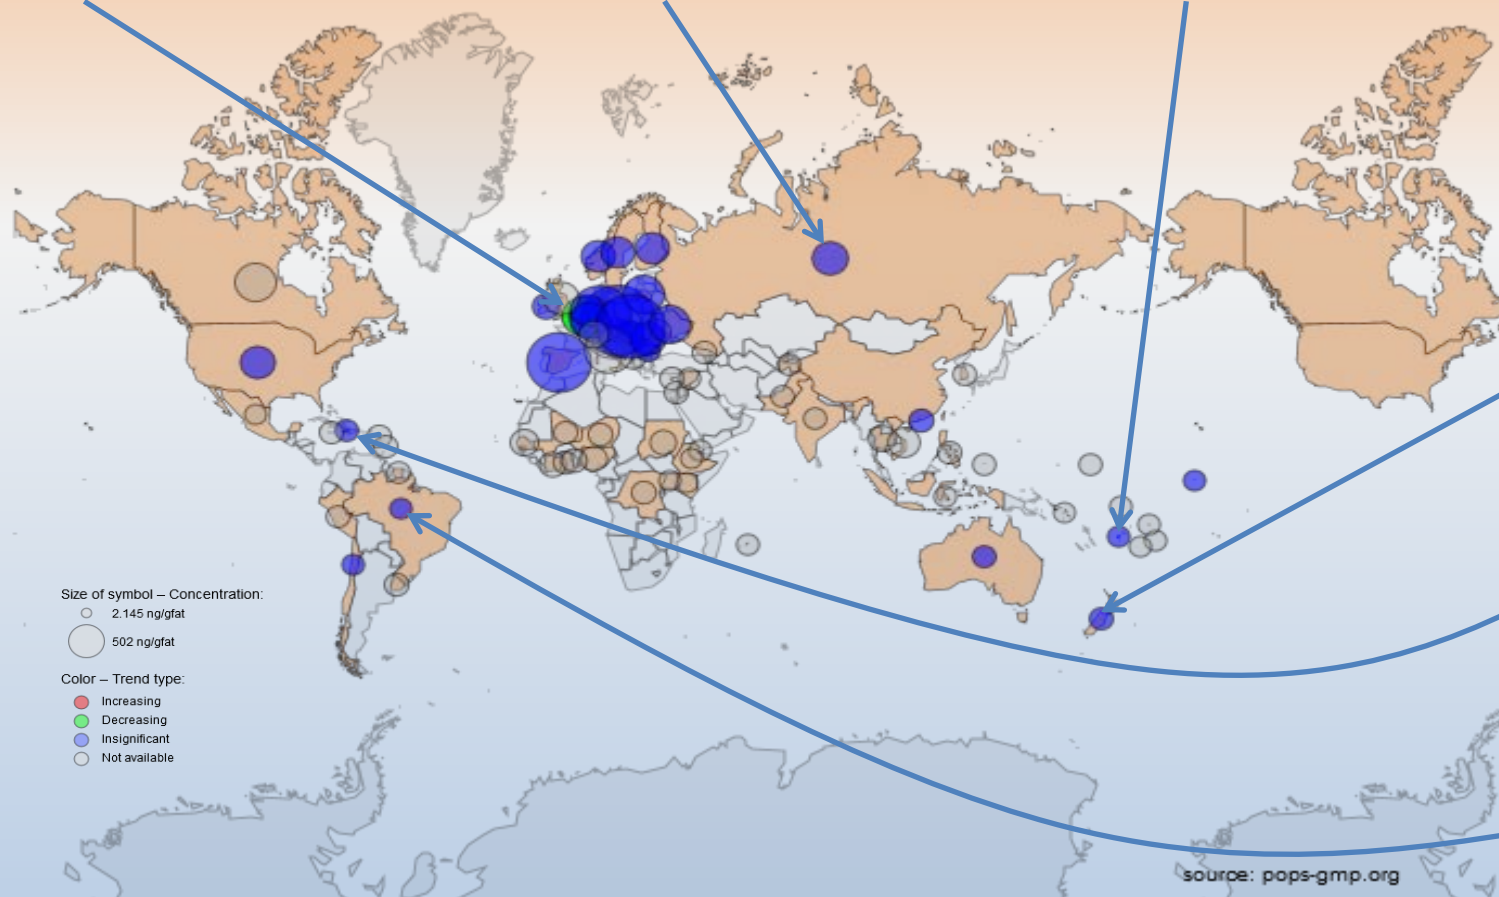 Size of symbol – Concentration:
2.145 ng/gfat
502 ng/gfat
Color – Trend type:
Increasing
Decreasing
Insignificant
Not available
source: pops-gmp.org